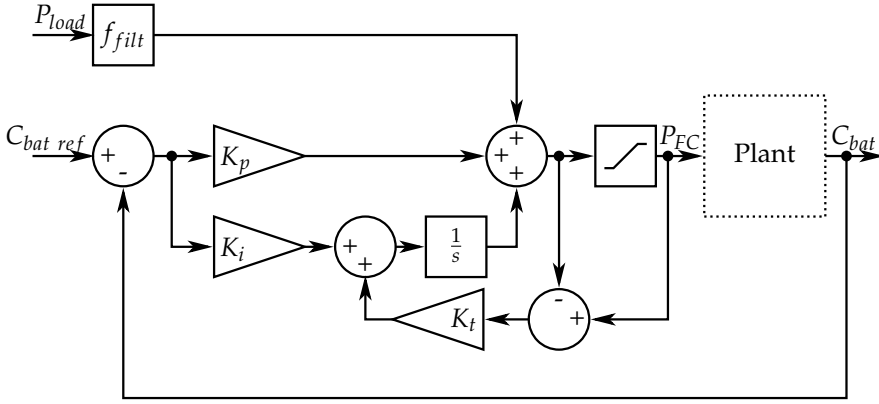 P_load
f_filt
+
C_bat ref
+
-
K_p
+
+
+
P_FC
Plant
C_bat
K_i
+
+
1/s
K_t
-
+